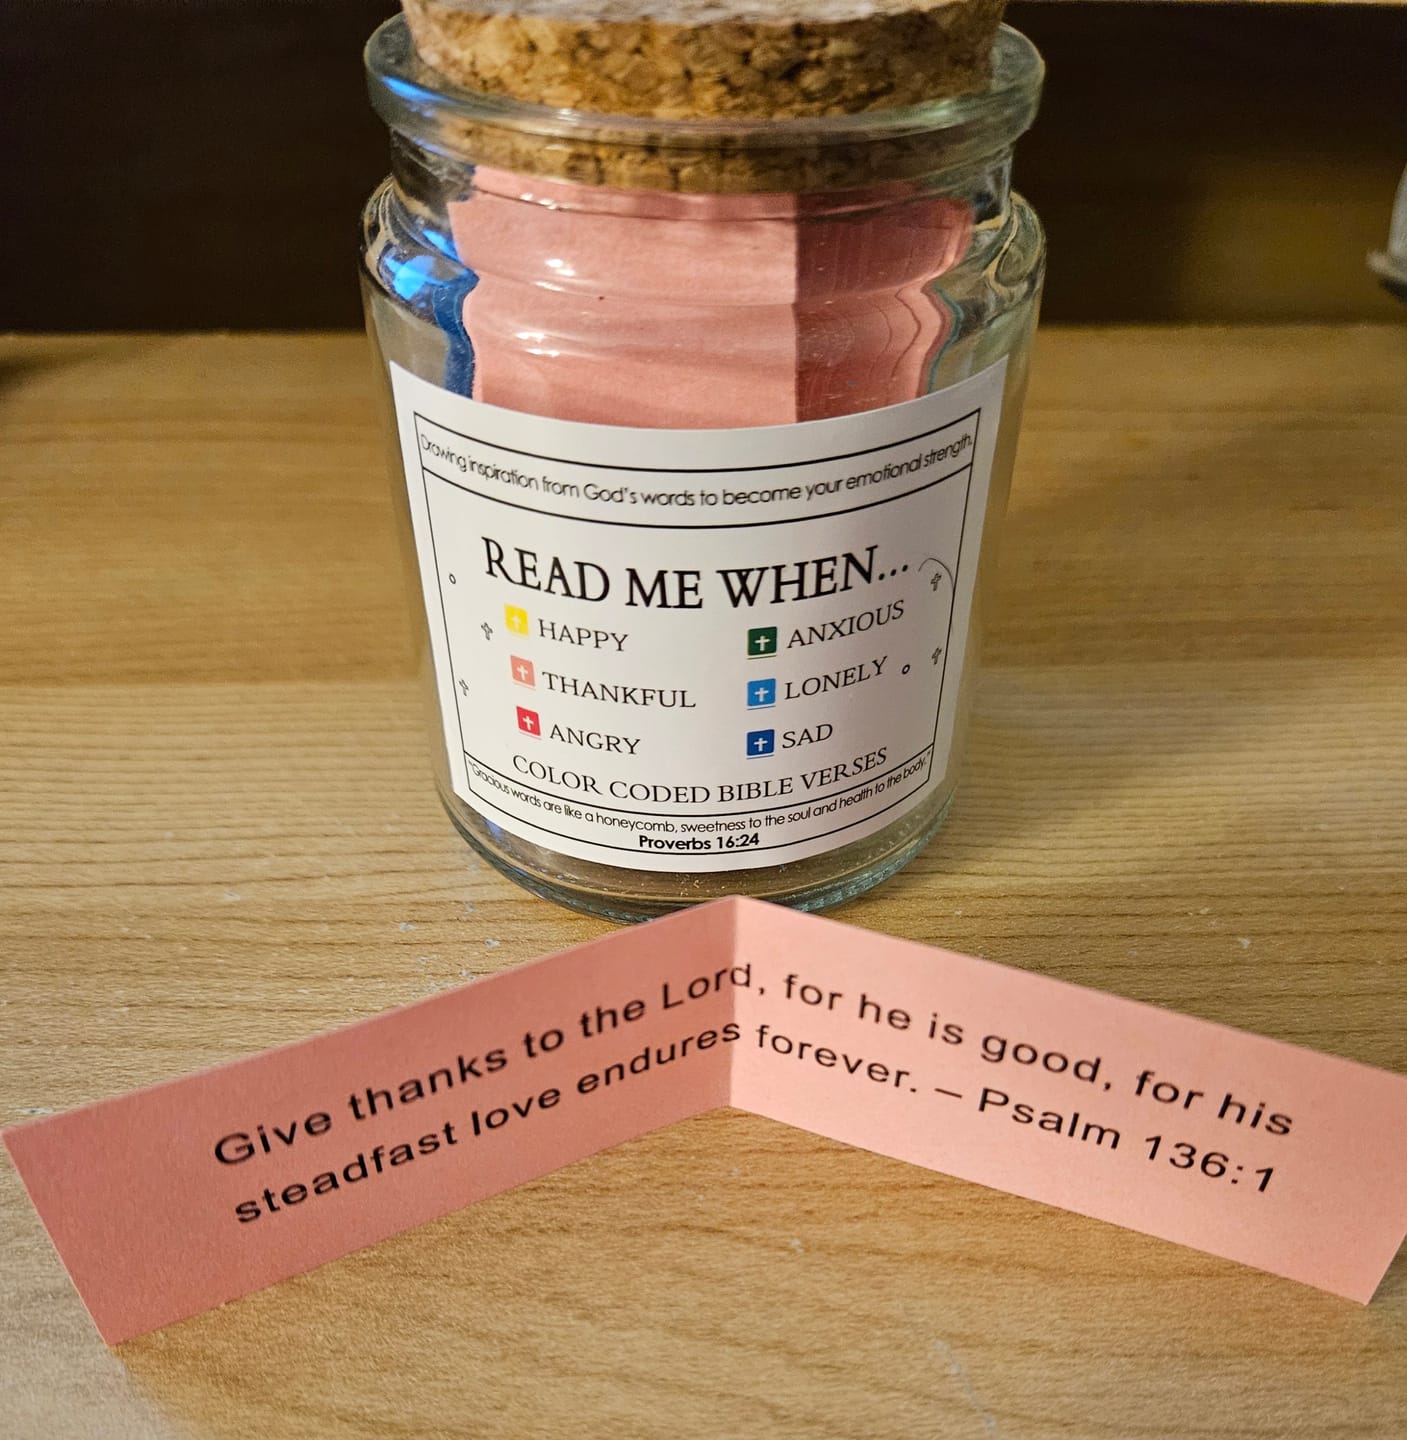 Drawing inspiration from God's words to become your emotional strength.
READ ME WHEN...
HAPPY
ANXIOUS
THANKFUL
LONELY
ANGRY
SAD
COLOR CODED BIBLE VERSES
"Gracious words are like a honeycomb, sweetness to the soul and health to the body."
Proverbs 16:24
Give thanks to the Lord, for he is good, for his
steadfast love endures forever. – Psalm 136:1